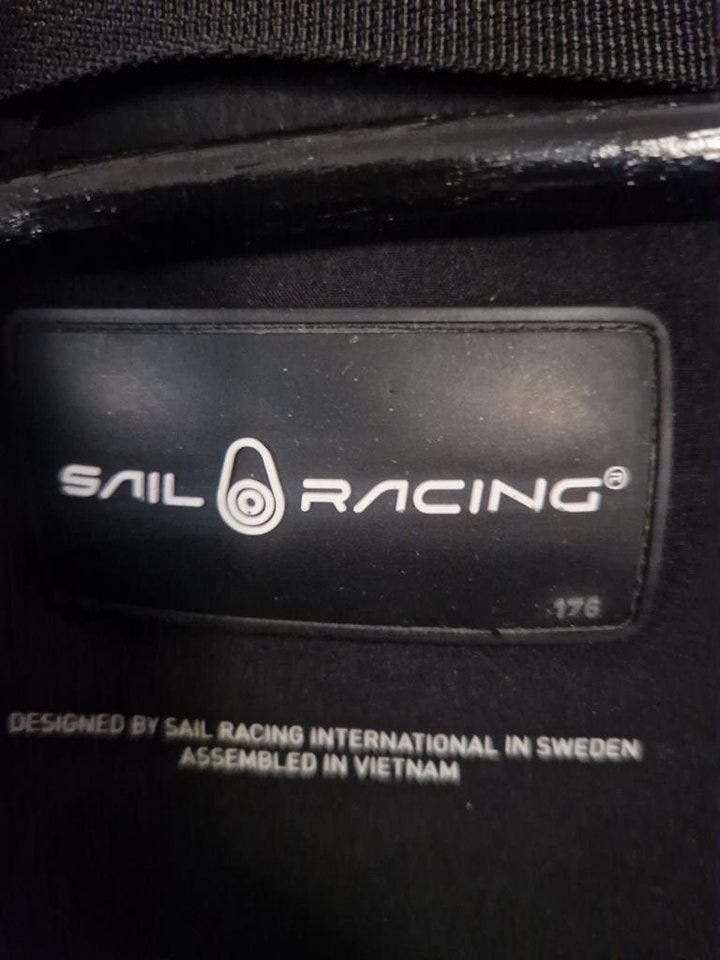 SAIL RACING®
176
DESIGNED BY SAIL RACING INTERNATIONAL IN SWEDEN
ASSEMBLED IN VIETNAM